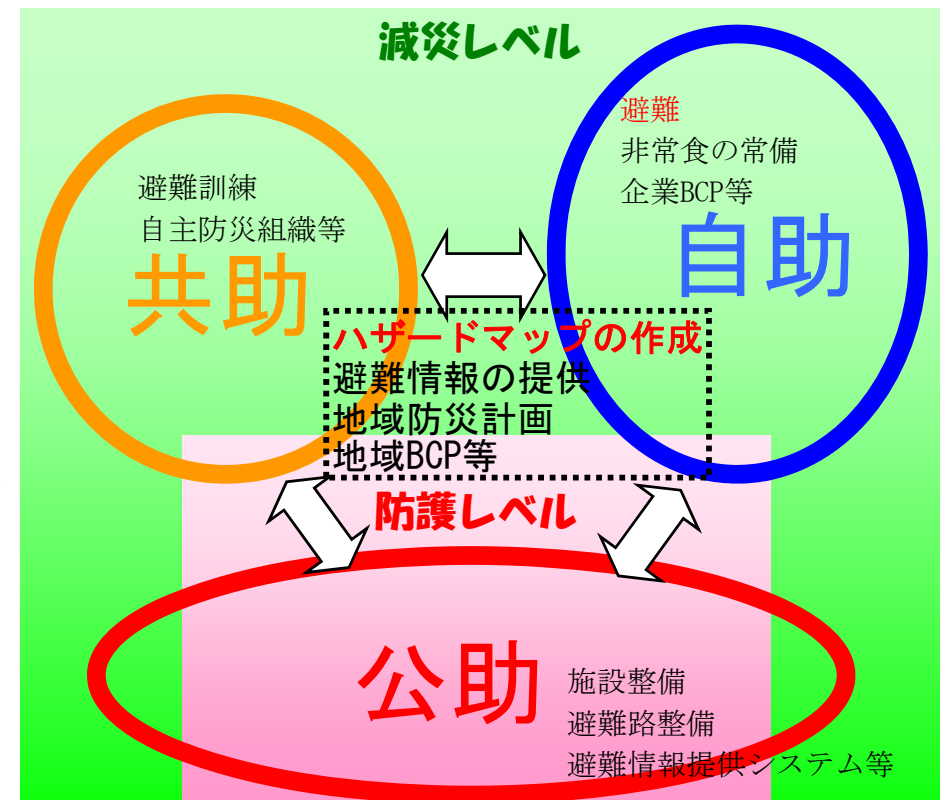 減災レベル
避難
非常食の常備
企業BCP等
自助
避難訓練
自主防災組織等
共助
ハザードマップの作成
避難情報の提供
地域防災計画
地域BCP等
防護レベル
公助
施設整備
避難路整備
避難情報提供システム等